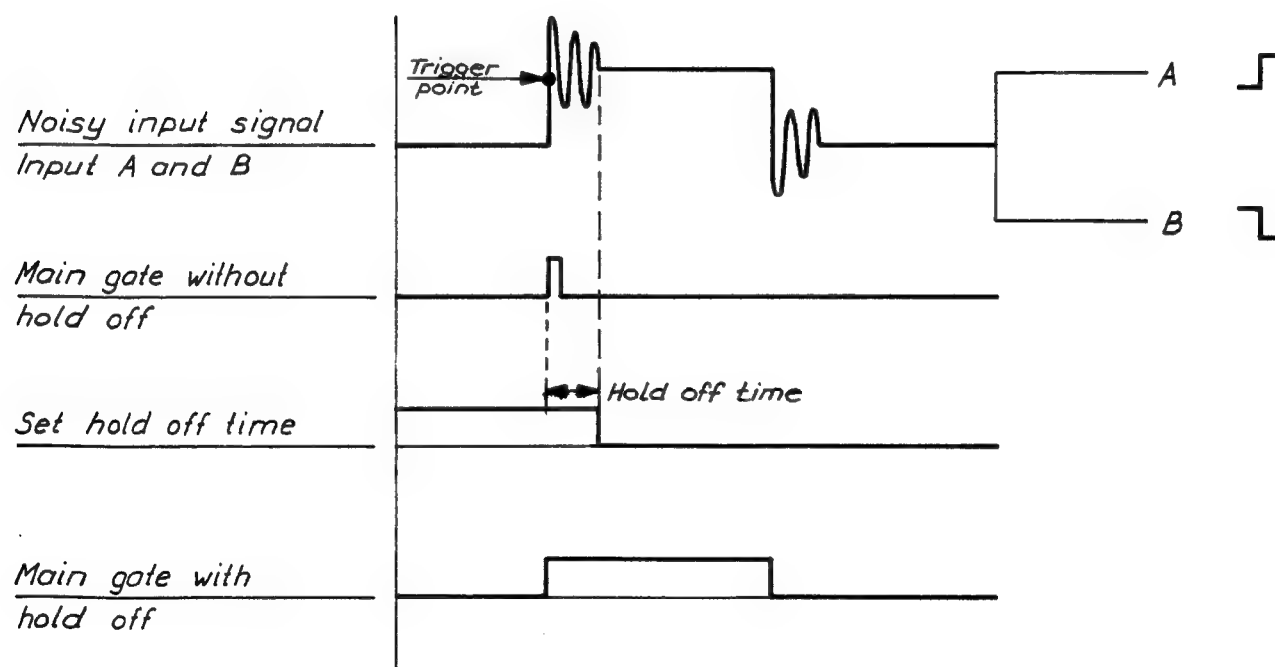 Trigger
point
A
Noisy input signal
Input A and B
B
Main gate without
hold off
Hold off time
Set hold off time
Main gate with
hold off